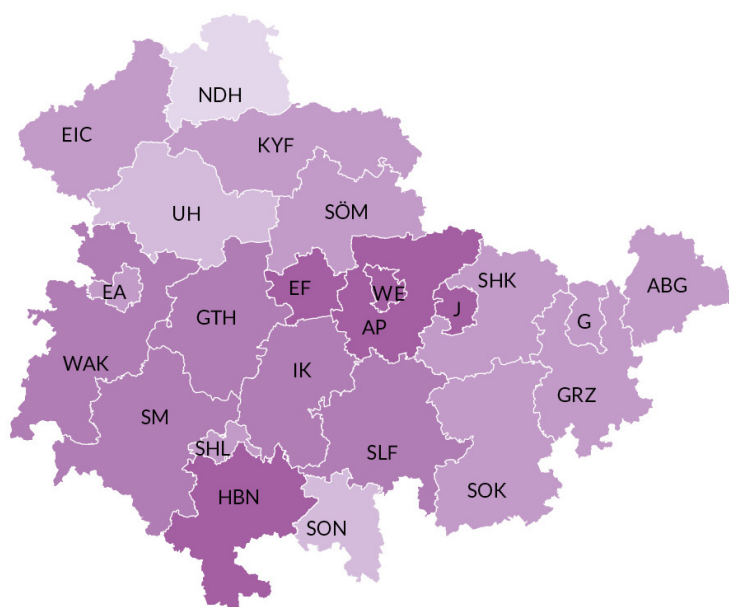 NDH
EIC
KYF
UH
SÖM
EA
EF
WE
SHK
ABG
GTH
AP
J
G
WAK
IK
GRZ
SM
SHL
SLF
SOK
HBN
SON